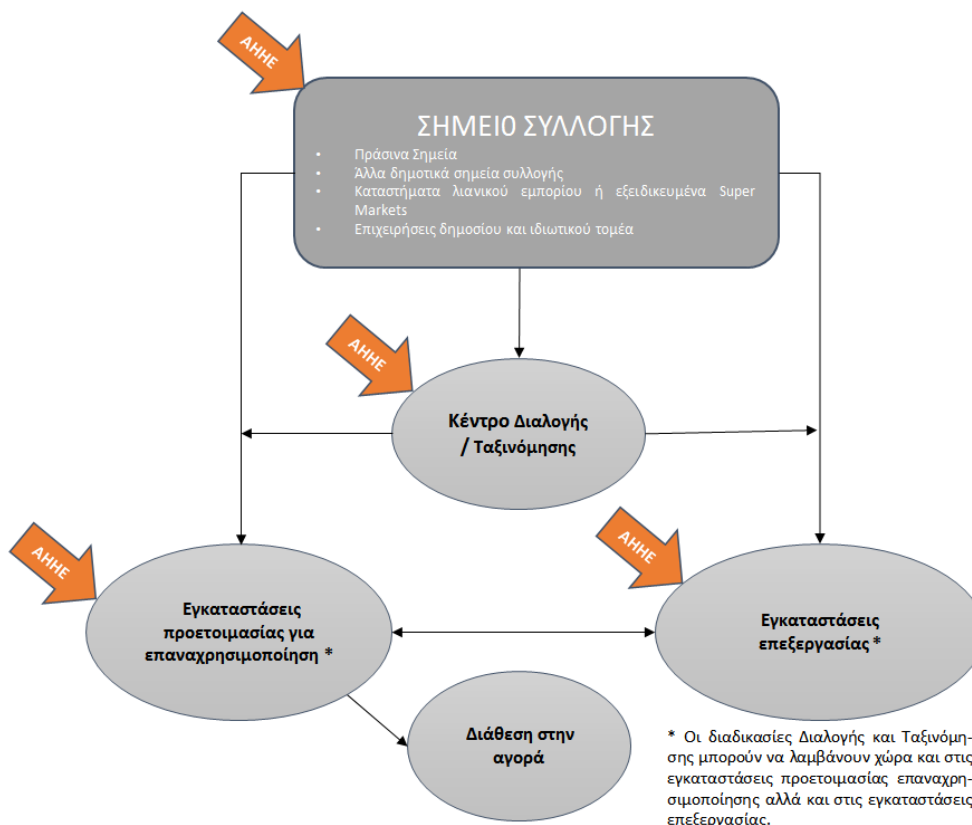 ΑΗΗΕ
ΣΗΜΕΙ0 ΣΥΛΛΟΓΗΣ
• Πράσινα Σημεία
• Άλλα δημοτικά σημεία συλλογής
• Καταστήματα λιανικού εμπορίου ή εξειδικευμένα Super
Markets
• Επιχειρήσεις δημοσίου και ιδιωτικού τομέα
ΑΗΗΕ
Κέντρο Διαλογής
/ Ταξινόμησης
ΑΗΗΕ
Εγκαταστάσεις
προετοιμασίας για
επαναχρησιμοποίηση *
ΑΗΗΕ
Εγκαταστάσεις
επεξεργασίας *
Διάθεση στην
αγορά
* Οι διαδικασίες Διαλογής και Ταξινόμη-
σης μπορούν να λαμβάνουν χώρα και στις
εγκαταστάσεις προετοιμασίας επαναχρη-
σιμοποίησης αλλά και στις εγκαταστάσεις
επεξεργασίας.